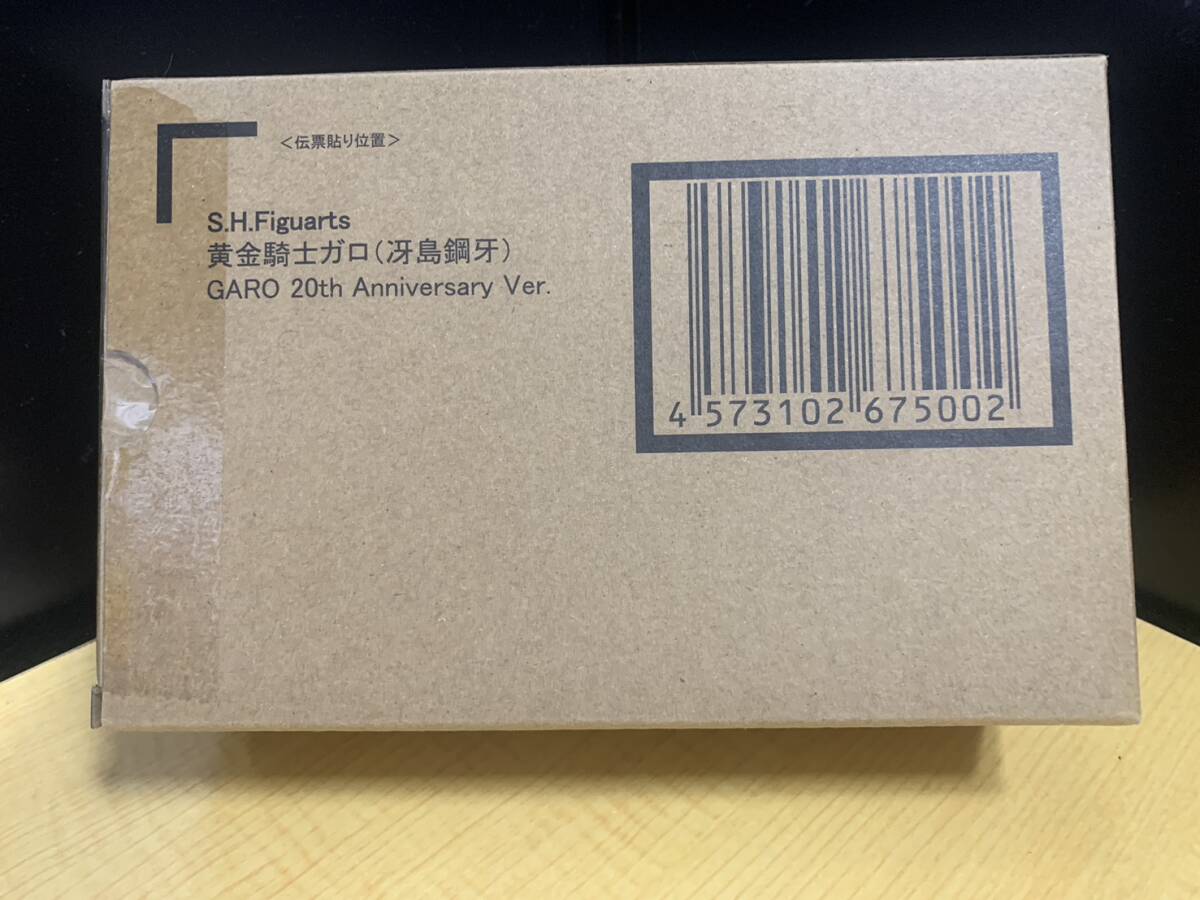 ＜伝票貼り位置＞
S.H.Figuarts
黄金騎士ガロ（冴島鋼牙）
GARO 20th Anniversary Ver.
4 573102 675002